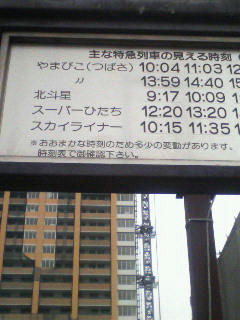 主な特急列車の見える時刻
やまびこ(つばさ) 10:04 11:03 12
〃 13:59 14:40 15
北斗星 9:17 10:09 11
スーパーひたち 12:20 13:20
スカイライナー 10:15 11:35
※おおまかな時刻のため多少の変動があります。
時刻表で御確認下さい。